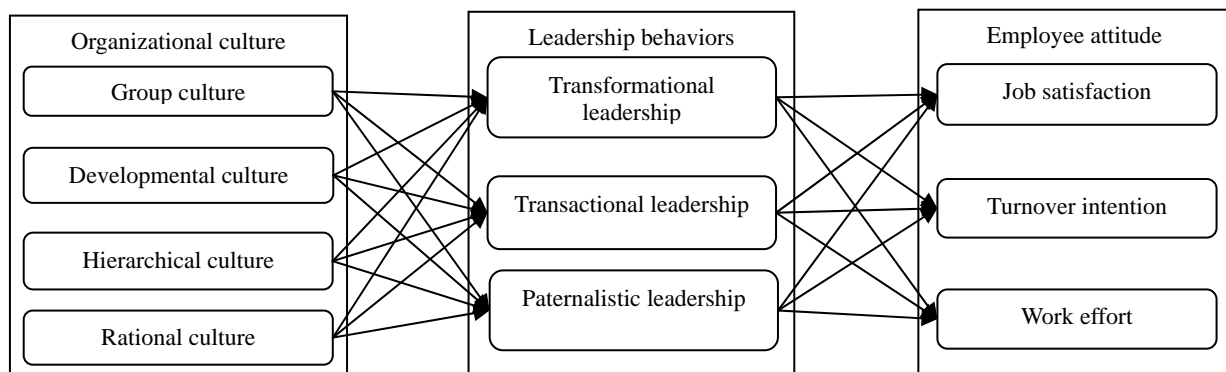 Organizational culture
Group culture
Developmental culture
Hierarchical culture
Rational culture
Leadership behaviors
Transformational
leadership
Transactional leadership
Paternalistic leadership
Employee attitude
Job satisfaction
Turnover intention
Work effort